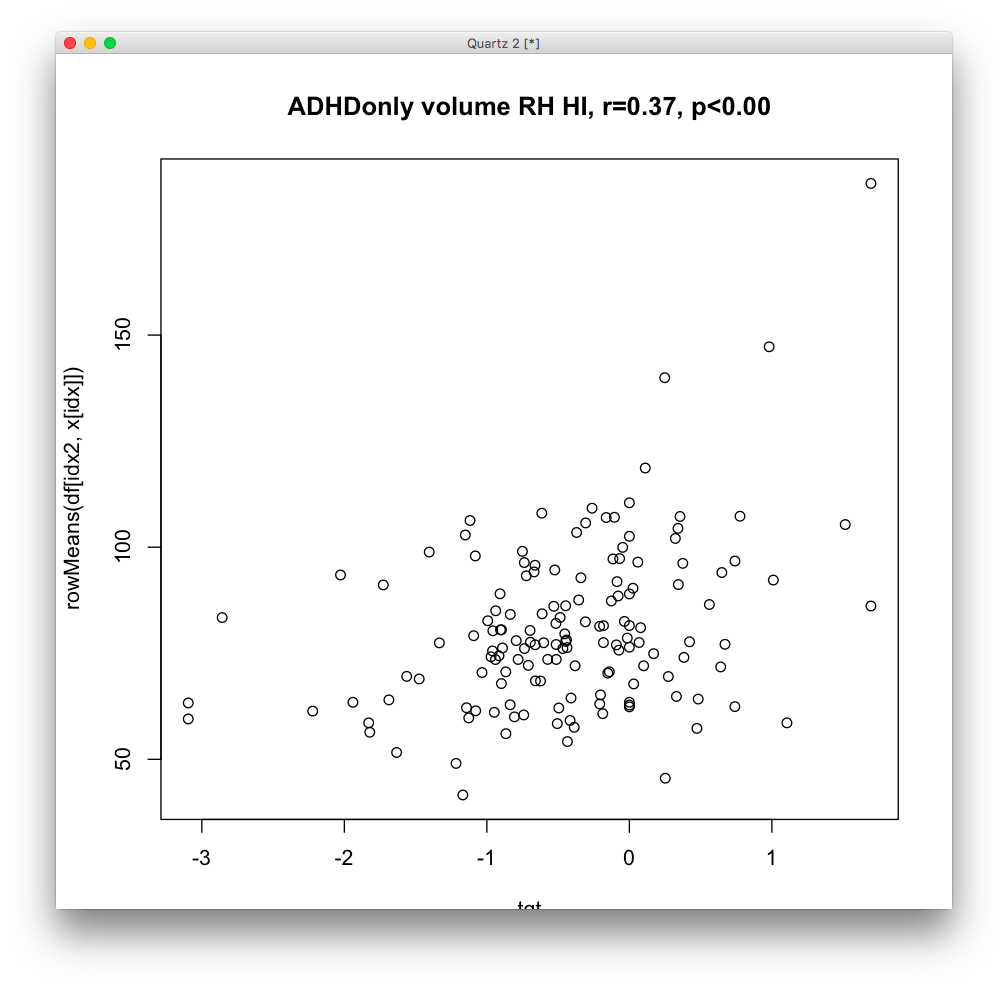 Quartz 2 [*]
ADHDonly volume RH HI, r=0.37, p<0.00
rowMeans(df[idx2, x[idx]])
150
100
50
-3 -2 -1 0 1
tgt